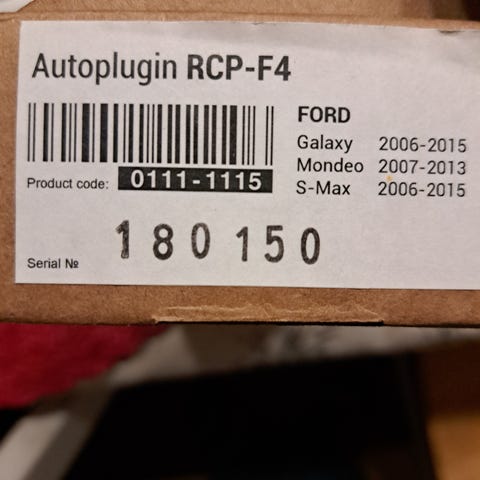 Autoplugin RCP-F4
FORD
Galaxy 2006-2015
Mondeo 2007-2013
S-Max 2006-2015
Product code: 0111-1115
Serial № 180150